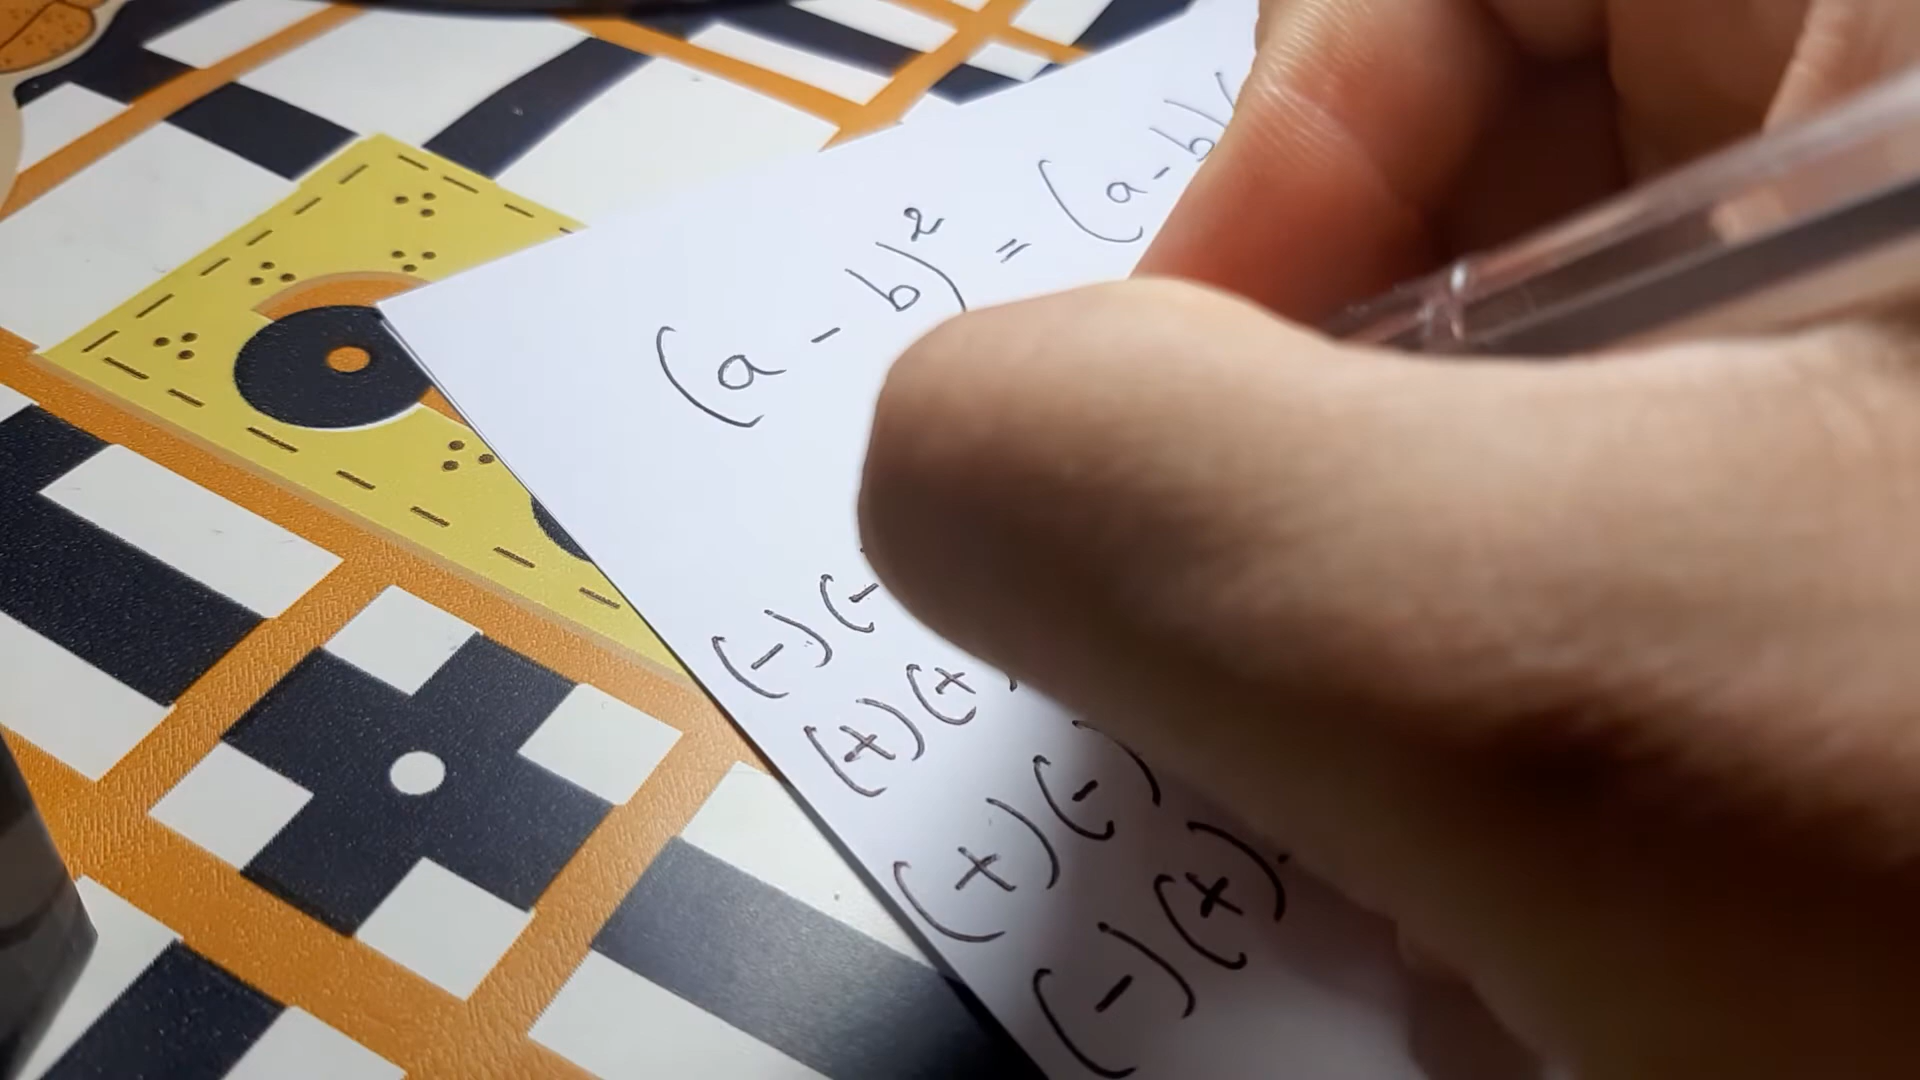 (a - b)² = (a - b)(
(-)(-
(+)(+
(+)(-)
(-)(+)